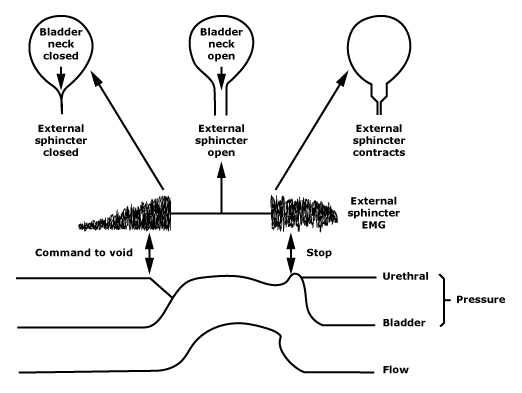 Bladder
neck
closed
Bladder
neck
open
External
sphincter
closed
External
sphincter
open
External
sphincter
contracts
External
sphincter
EMG
Command to void
Stop
Urethral
Pressure
Bladder
Flow